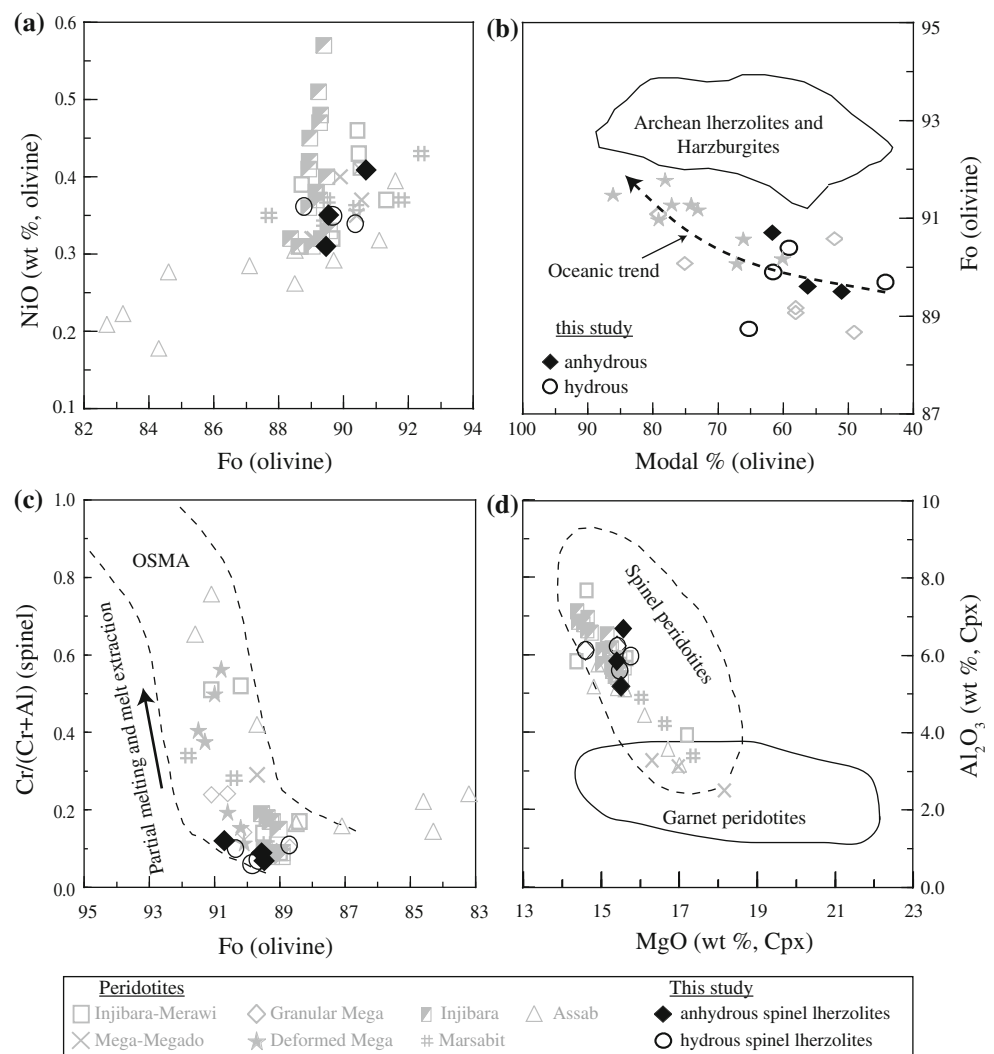 (a)
0.6
0.5
0.4
0.3
0.2
0.1
NiO (wt %, olivine)
82 84 86 88 90 92 94
Fo (olivine)
(b)
Archean lherzolites and
Harzburgites
Oceanic trend
this study
anhydrous
hydrous
95
93
91
89
87
Fo (olivine)
100 90 80 70 60 50 40
Modal % (olivine)
(c)
1.0
0.8
0.6
0.4
0.2
0.0
Cr/(Cr+Al) (spinel)
OSMA
Partial melting and melt extraction
95 93 91 89 87 85 83
Fo (olivine)
(d)
Spinel peridotites
Garnet peridotites
10
8.0
6.0
4.0
2.0
0.0
Al2O3 (wt %, Cpx)
13 15 17 19 21 23
MgO (wt %, Cpx)
Peridotites
Injibara-Merawi Granular Mega Injibara Assab
Mega-Megado Deformed Mega Marsabit
This study
anhydrous spinel lherzolites
hydrous spinel lherzolites